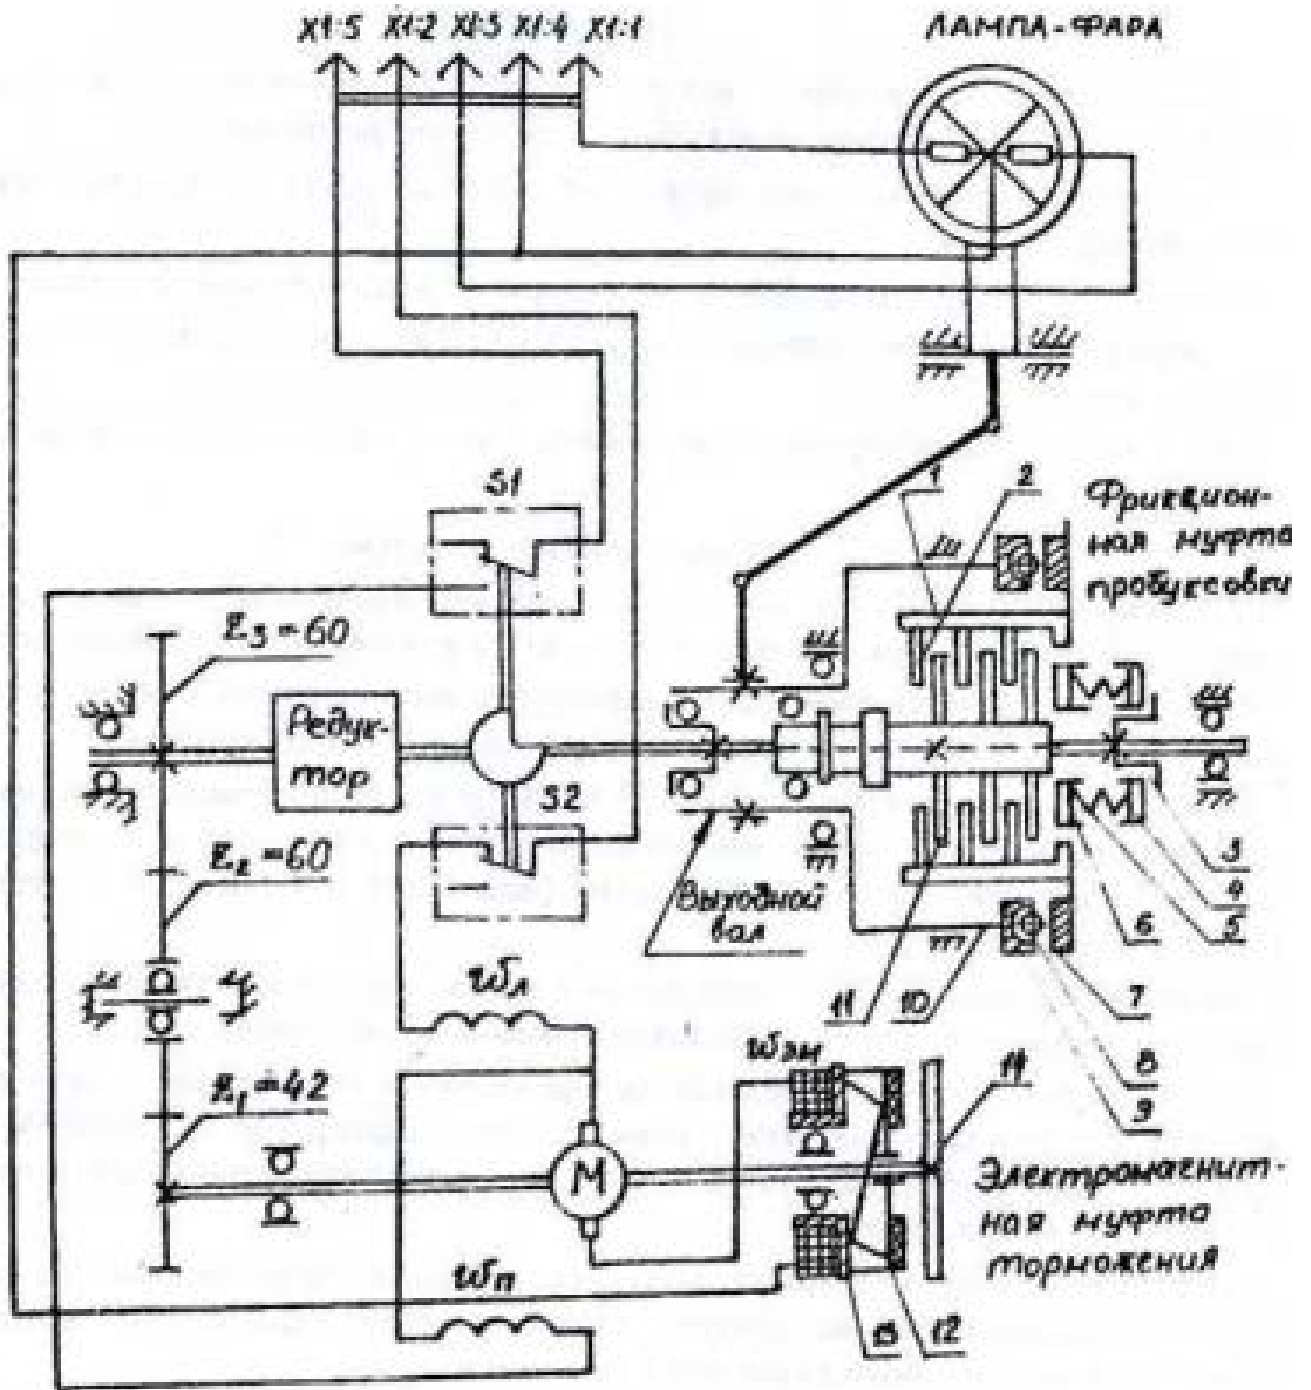 X1:5 X1:2 X1:3 X1:4 X1:1
ЛАМПА-ФАРА
S1
1
2
Фрикцион-
ная муфта
пробуксовки
Z3=60
Редук-
тор
S2
Z2=60
Выходной
вал
3
4
5
6
7
8
9
10
11
wл
wэм
Z1=42
М
14
Электромагнит-
ная муфта
торможения
wп
13
12